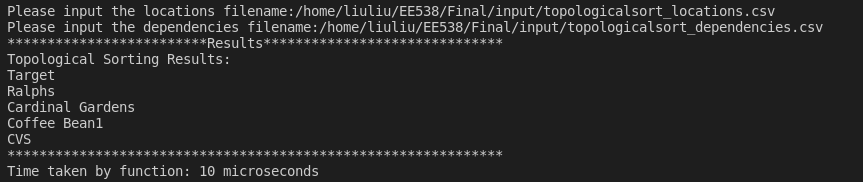 Please input the locations filename:/home/liuliu/EE538/Final/input/topologicalsort_locations.csv
Please input the dependencies filename:/home/liuliu/EE538/Final/input/topologicalsort_dependencies.csv
*************************Results******************************
Topological Sorting Results:
Target
Ralphs
Cardinal Gardens
Coffee Bean1
CVS
**************************************************************
Time taken by function: 10 microseconds